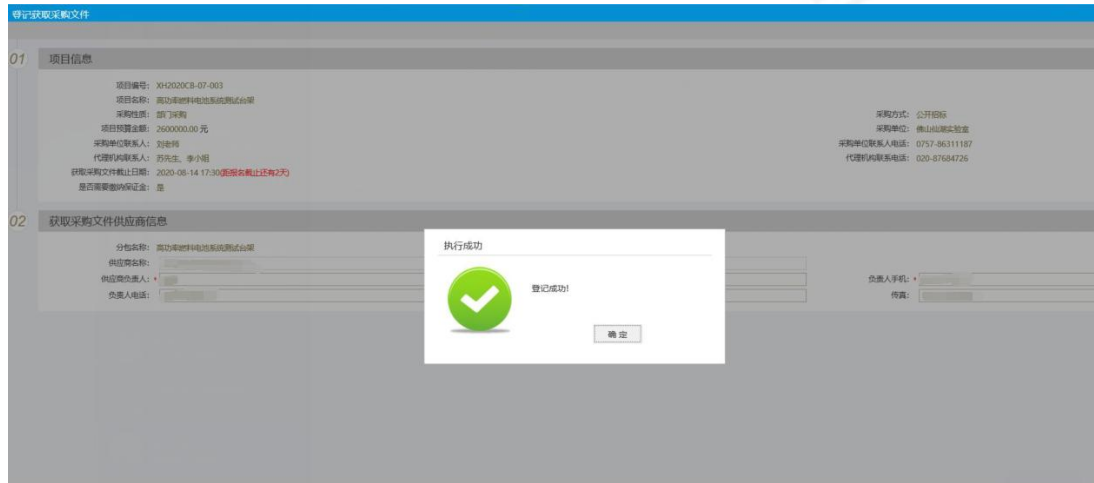 登记获取采购文件
01 项目信息
项目编号: XH2020CB-07-003
项目名称: 高功率燃料电池系统测试台架
采购性质: 部门采购 采购方式: 公开招标
项目预算金额: 2600000.00 元 采购单位: 佛山仙湖实验室
采购单位联系人: 刘老师 采购单位联系人电话: 0757-86311187
代理机构联系人: 苏先生、李小姐 代理机构联系电话: 020-87684726
获取采购文件截止日期: 2020-08-14 17:30(距报名截止还有2天)
是否需要缴纳保证金: 是
02 获取采购文件供应商信息
分包名称: 高功率燃料电池系统测试台架
供应商名称:
供应商负责人: * 负责人手机: *
负责人电话: 传真:
执行成功
登记成功!
确 定